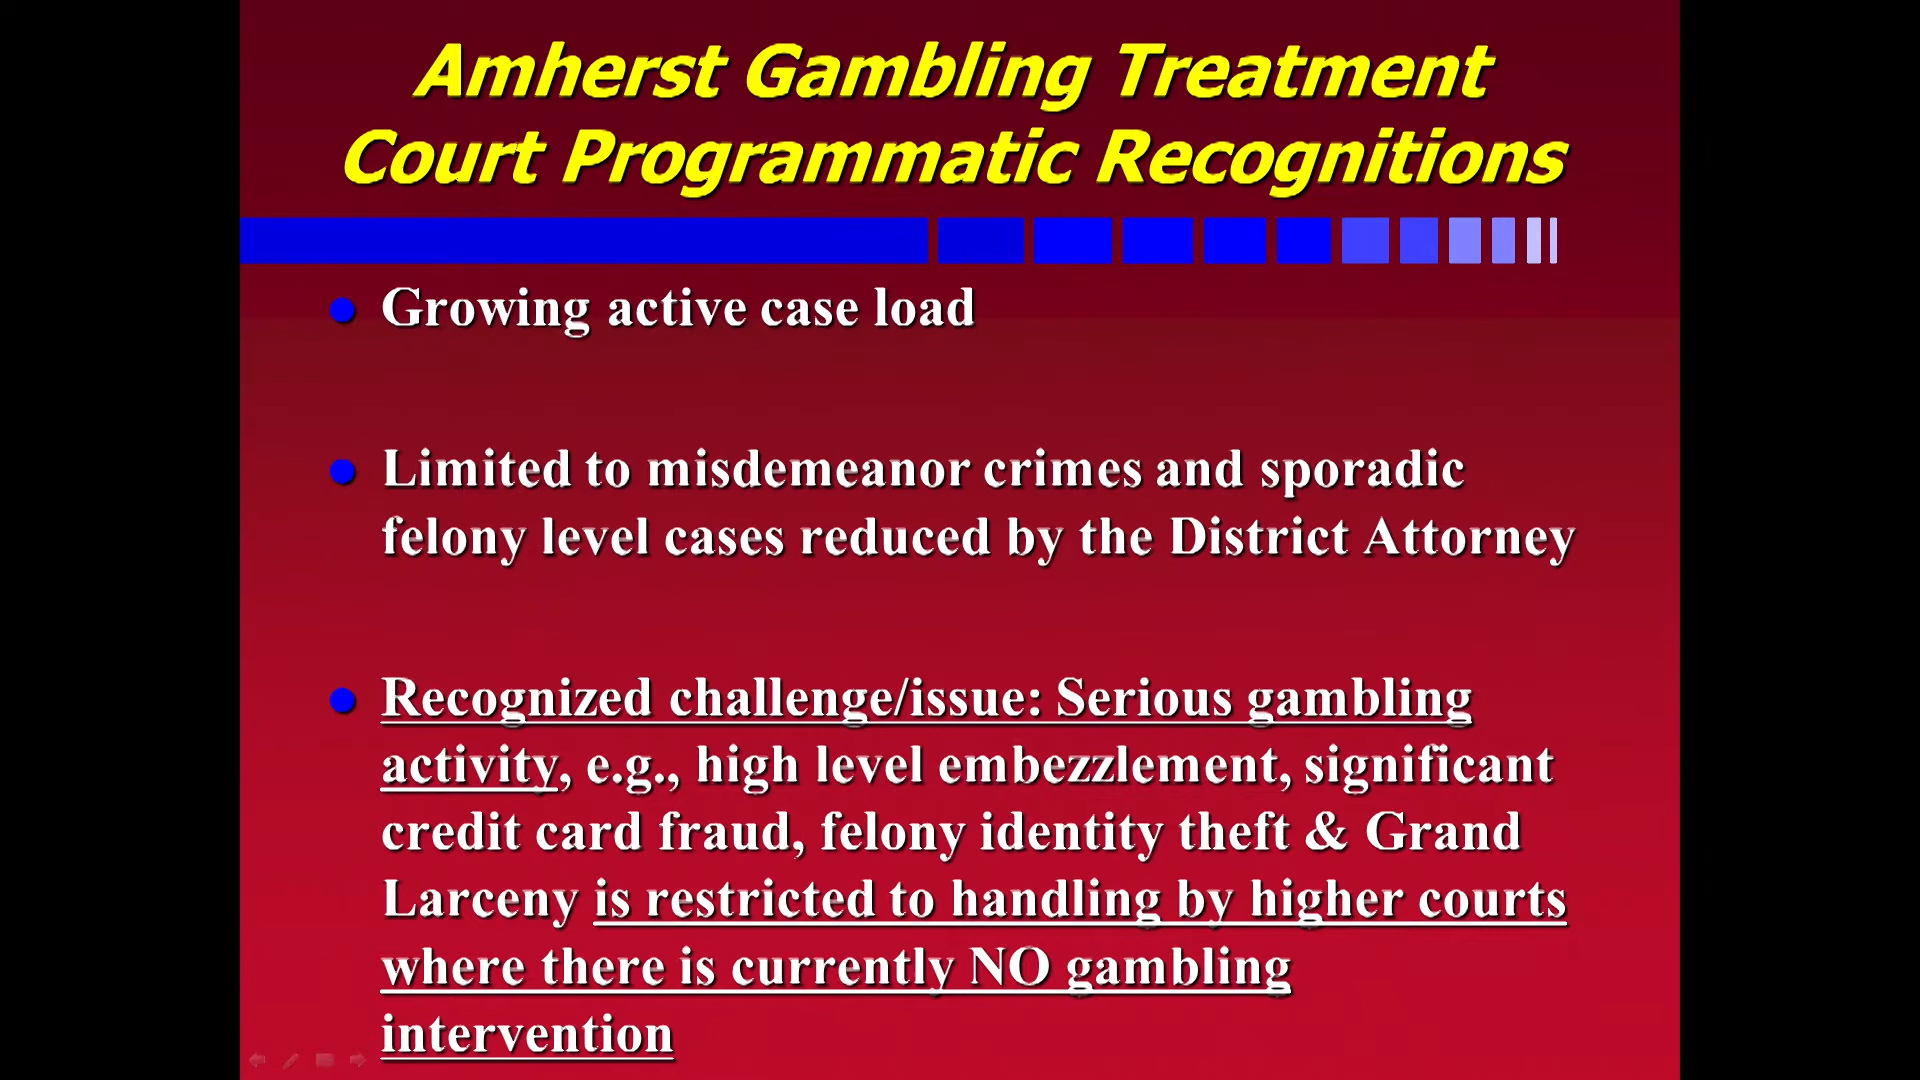 Amherst Gambling Treatment
Court Programmatic Recognitions
Growing active case load
Limited to misdemeanor crimes and sporadic
felony level cases reduced by the District Attorney
Recognized challenge/issue: Serious gambling
activity, e.g., high level embezzlement, significant
credit card fraud, felony identity theft & Grand
Larceny is restricted to handling by higher courts
where there is currently NO gambling
intervention